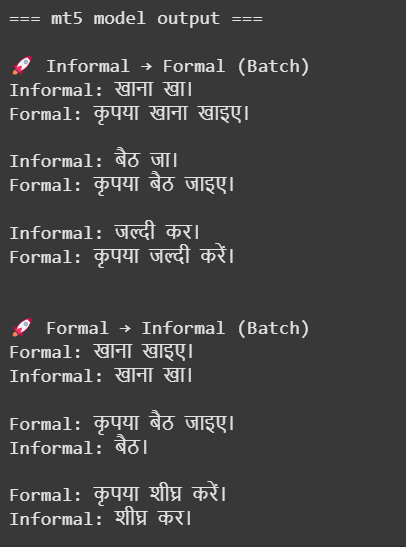 === mt5 model output ===
🚀 Informal → Formal (Batch)
Informal: खाना खा।
Formal: कृपया खाना खाइए।
Informal: बैठ जा।
Formal: कृपया बैठ जाइए।
Informal: जल्दी कर।
Formal: कृपया जल्दी करें।
🚀 Formal → Informal (Batch)
Formal: खाना खाइए।
Informal: खाना खा।
Formal: कृपया बैठ जाइए।
Informal: बैठ।
Formal: कृपया शीघ्र करें।
Informal: शीघ्र कर।